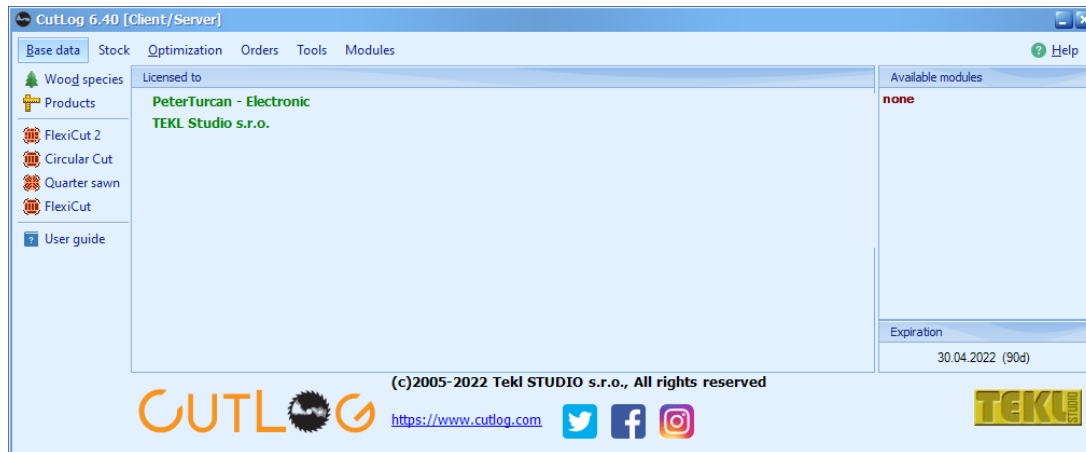 CutLog 6.40 [Client/Server]
Base data Stock Optimization Orders Tools Modules Help
Wood species
Products
FlexiCut 2
Circular Cut
Quarter sawn
FlexiCut
User guide
Licensed to
PeterTurcan - Electronic
TEKL Studio s.r.o.
Available modules
none
Expiration
30.04.2022 (90d)
(c)2005-2022 Tekl STUDIO s.r.o., All rights reserved
CUTLOG
https://www.cutlog.com
TEKL STUDIO